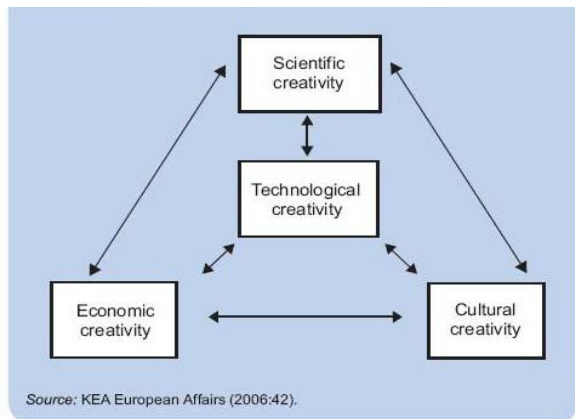 Scientific
creativity
Technological
creativity
Economic
creativity
Cultural
creativity
Source: KEA European Affairs (2006:42).